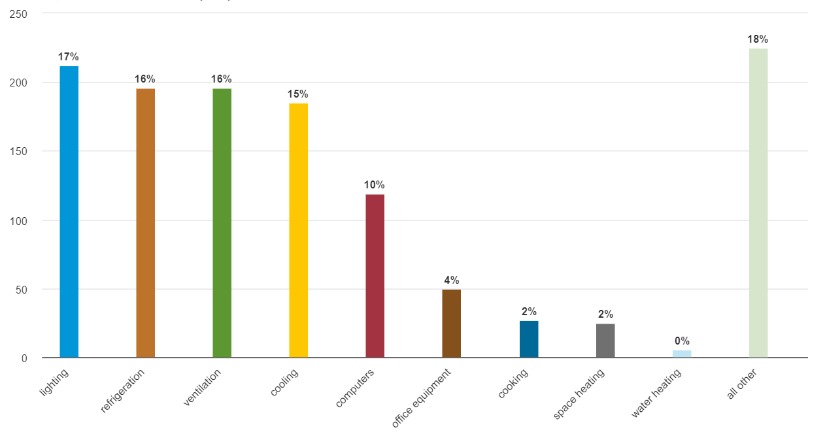 250
200
150
100
50
0
17%
16%
16%
15%
10%
4%
2%
2%
0%
18%
lighting
refrigeration
ventilation
cooling
computers
office equipment
cooking
space heating
water heating
all other